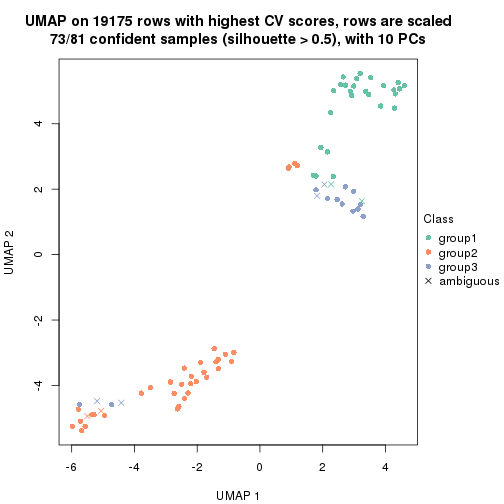 UMAP on 19175 rows with highest CV scores, rows are scaled
73/81 confident samples (silhouette > 0.5), with 10 PCs
4
2
0
-2
-4
UMAP 2
-6
-4
-2
0
2
4
UMAP 1
Class
group1
group2
group3
ambiguous